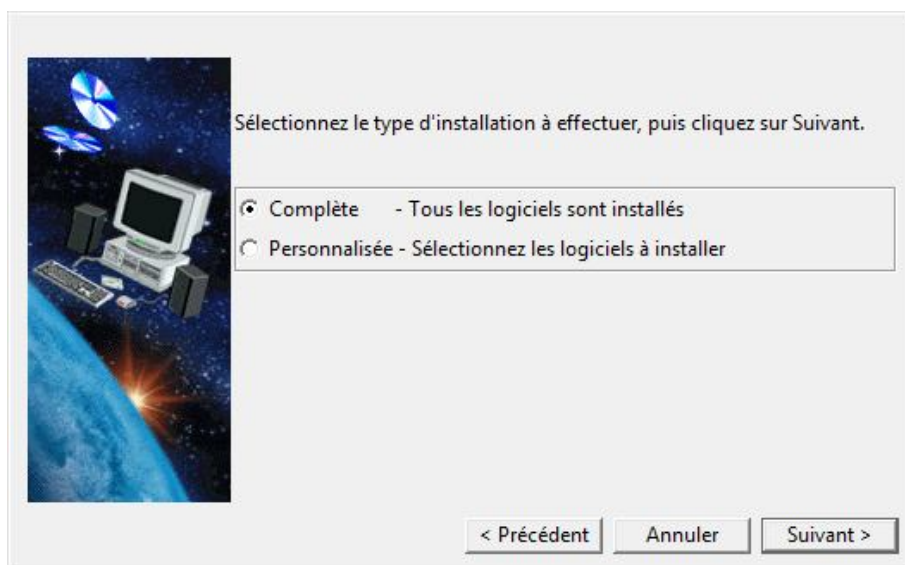 Sélectionnez le type d'installation à effectuer, puis cliquez sur Suivant.
Complète - Tous les logiciels sont installés
Personnalisée - Sélectionnez les logiciels à installer
< Précédent Annuler Suivant >